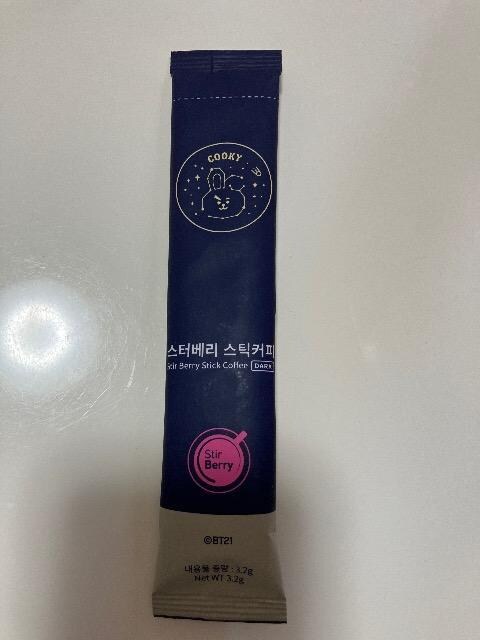 COOKY
스터베리 스틱커피
Stir Berry Stick Coffee DARK
Stir
Berry
©BT21
내용물 중량 : 3.2g
Net WT 3.2g